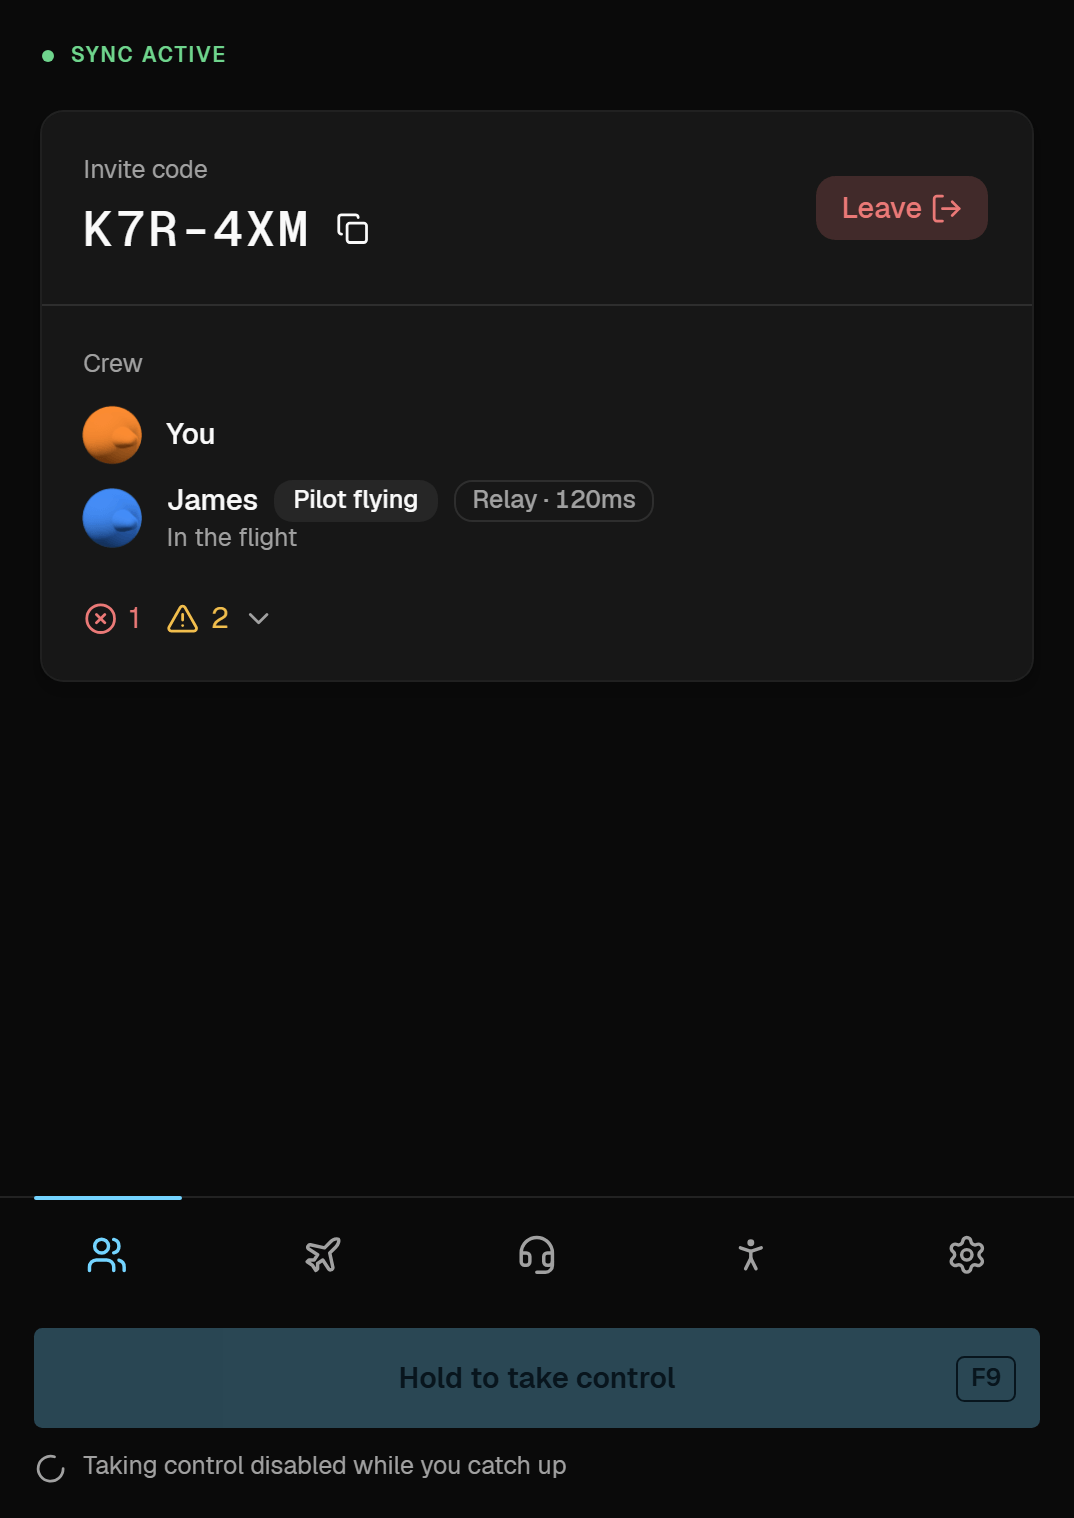 SYNC ACTIVE
Invite code
K7R-4XM
Leave
Crew
You
James Pilot flying Relay · 120ms
In the flight
1 2
Hold to take control F9
Taking control disabled while you catch up